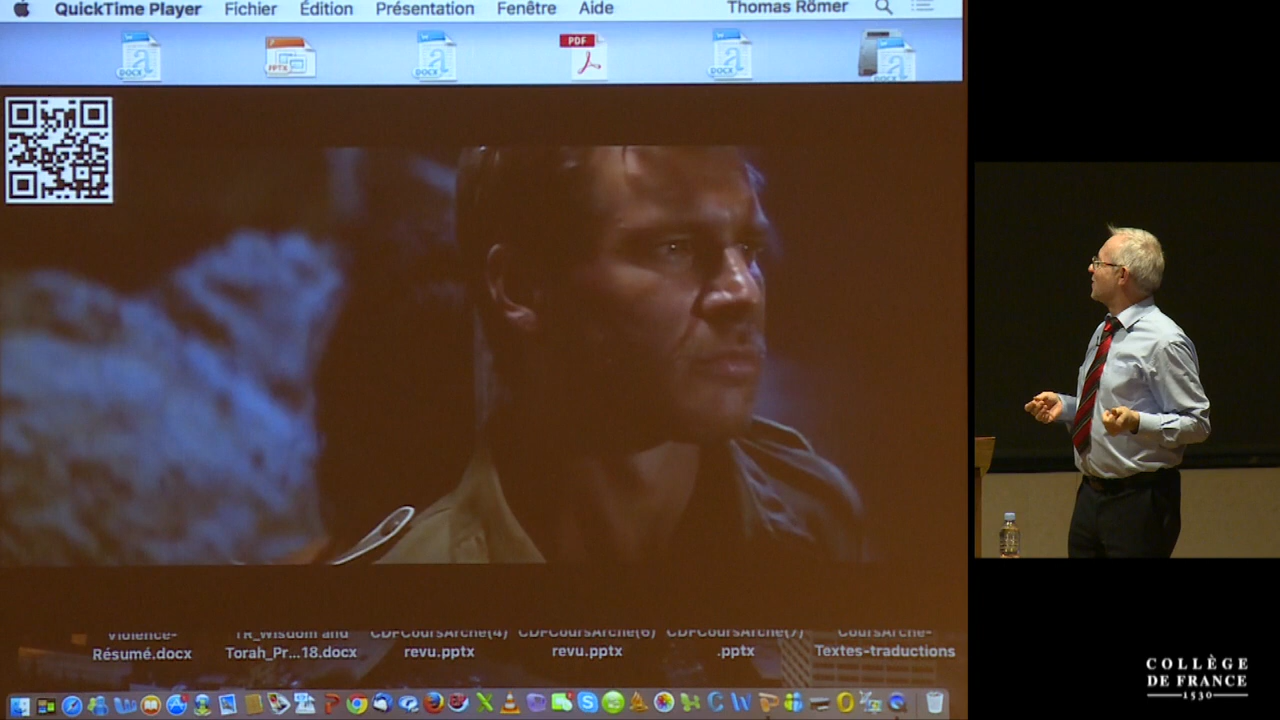 QuickTime Player Fichier Édition Présentation Fenêtre Aide Thomas Römer
DOCX PPTX DOCX PDF DOCX
Violence- TR_Wisdom and CDFCoursArche(4) CDFCoursArche(6) CDFCoursArche(7) CoursArche-
Résumé.docx Torah_Pr...18.docx revu.pptx revu.pptx .pptx Textes-traductions
COLLÈGE
DE FRANCE
1530